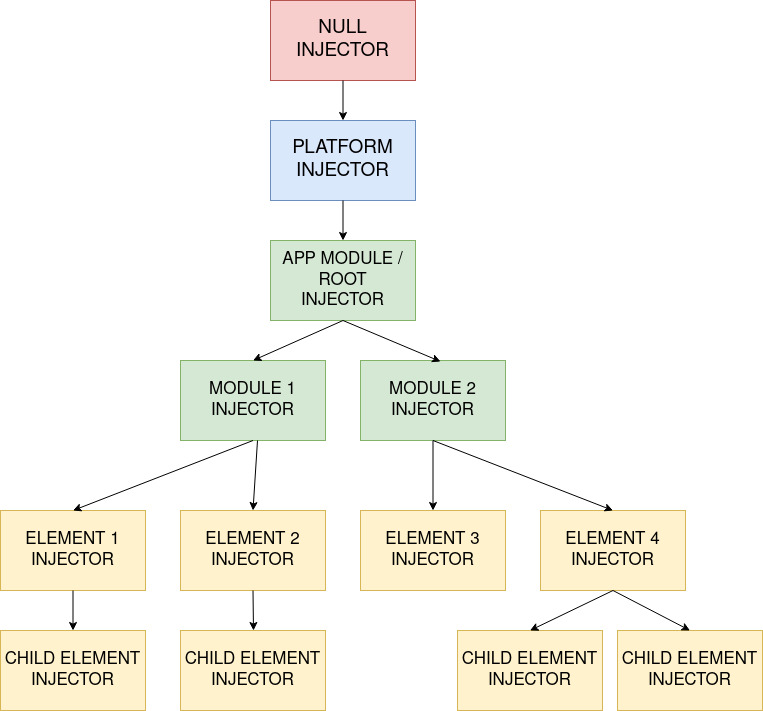 NULL
INJECTOR
PLATFORM
INJECTOR
APP MODULE /
ROOT
INJECTOR
MODULE 1
INJECTOR
MODULE 2
INJECTOR
ELEMENT 1
INJECTOR
ELEMENT 2
INJECTOR
ELEMENT 3
INJECTOR
ELEMENT 4
INJECTOR
CHILD ELEMENT
INJECTOR
CHILD ELEMENT
INJECTOR
CHILD ELEMENT
INJECTOR
CHILD ELEMENT
INJECTOR